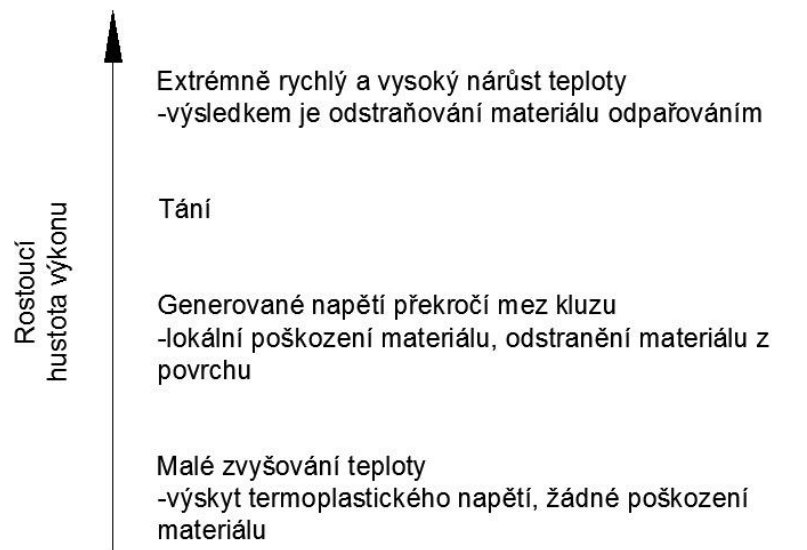 Extrémně rychlý a vysoký nárůst teploty
-výsledkem je odstraňování materiálu odpařováním
Tání
Rostoucí
hustota výkonu
Generované napětí překročí mez kluzu
-lokální poškození materiálu, odstranění materiálu z
povrchu
Malé zvyšování teploty
-výskyt termoplastického napětí, žádné poškození
materiálu